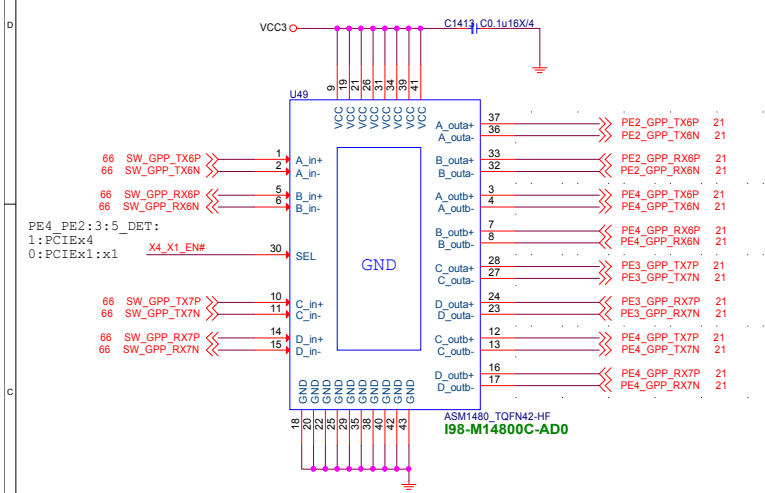 D
VCC3
C1413 C0.1u16X/4
9 19 21 26 31 34 39 41
U49
VCC VCC VCC VCC VCC VCC VCC VCC
A_outa+ 37 PE2_GPP_TX6P 21
A_outa- 36 PE2_GPP_TX6N 21
66 SW_GPP_TX6P 1 A_in+ B_outa+ 33 PE2_GPP_RX6P 21
66 SW_GPP_TX6N 2 A_in- B_outa- 32 PE2_GPP_RX6N 21
66 SW_GPP_RX6P 5 B_in+ A_outb+ 3 PE4_GPP_TX6P 21
66 SW_GPP_RX6N 6 B_in- A_outb- 4 PE4_GPP_TX6N 21
PE4_PE2:3:5_DET:
B_outb+ 7 PE4_GPP_RX6P 21
1:PCIEx4 B_outb- 8 PE4_GPP_RX6N 21
0:PCIEx1:x1 X4_X1_EN# 30 SEL
GND
C_outa+ 28 PE3_GPP_TX7P 21
C_outa- 27 PE3_GPP_TX7N 21
66 SW_GPP_TX7P 10 C_in+ D_outa+ 24 PE3_GPP_RX7P 21
66 SW_GPP_TX7N 11 C_in- D_outa- 23 PE3_GPP_RX7N 21
66 SW_GPP_RX7P 14 D_in+ C_outb+ 12 PE4_GPP_TX7P 21
66 SW_GPP_RX7N 15 D_in- C_outb- 13 PE4_GPP_TX7N 21
D_outb+ 16 PE4_GPP_RX7P 21
D_outb- 17 PE4_GPP_RX7N 21
C
GND GND GND GND GND GND GND GND GND GND
18 20 22 25 29 35 38 40 42 43
ASM1480_TQFN42-HF
I98-M14800C-AD0